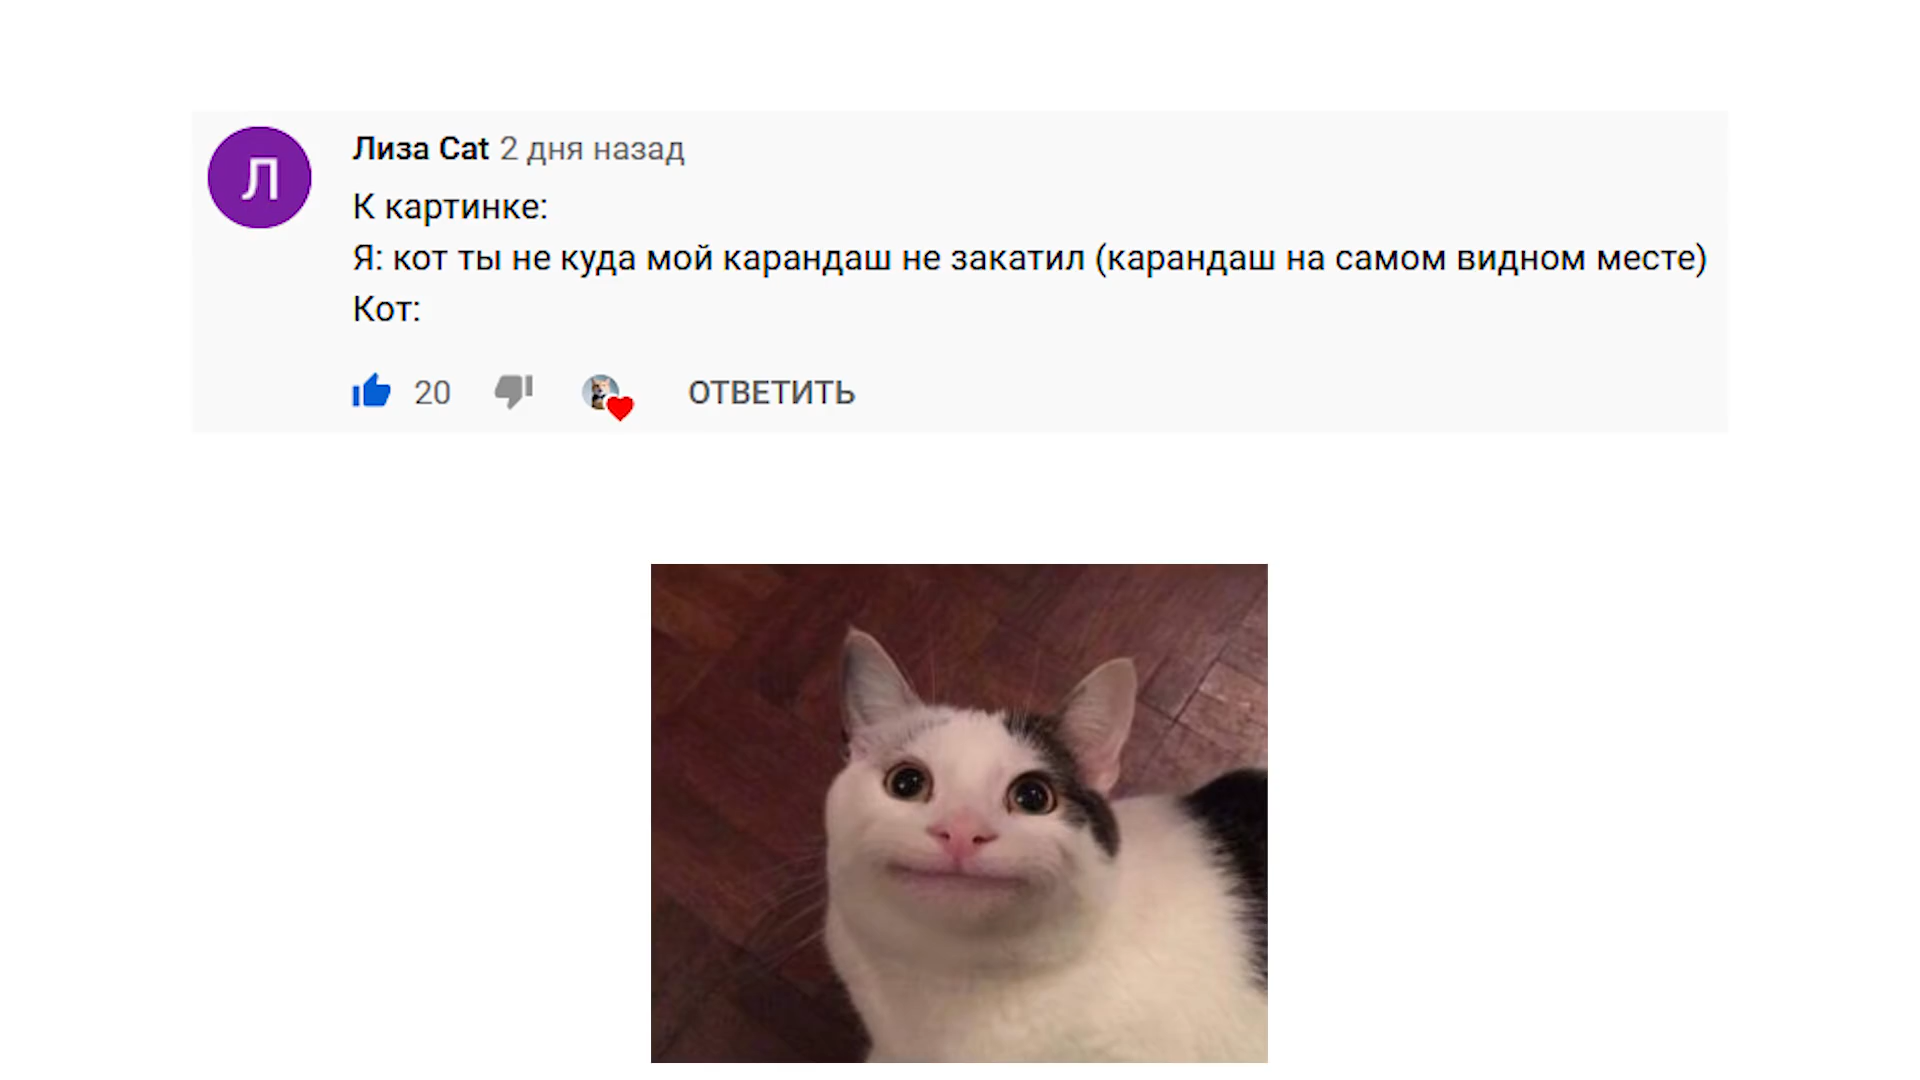 Л
Лиза Cat 2 дня назад
К картинке:
Я: кот ты не куда мой карандаш не закатил (карандаш на самом видном месте)
Кот:
20 ОТВЕТИТЬ